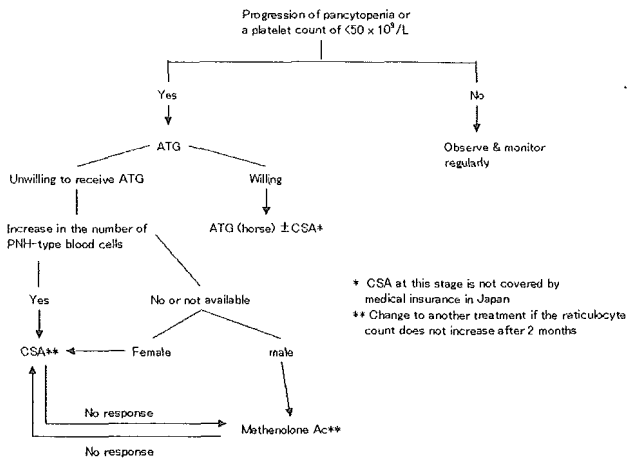 Progression of pancytopenia or
a platelet count of <50 x 10⁹/L
Yes
No
ATG
Observe & monitor
regularly
Unwilling to receive ATG
Willing
Increase in the number of
PNH-type blood cells
ATG (horse) ±CSA*
Yes
No or not available
* CSA at this stage is not covered by
medical insurance in Japan
** Change to another treatment if the reticulocyte
count does not increase after 2 months
CSA**
Female
male
No response
Methenolone Ac**
No response